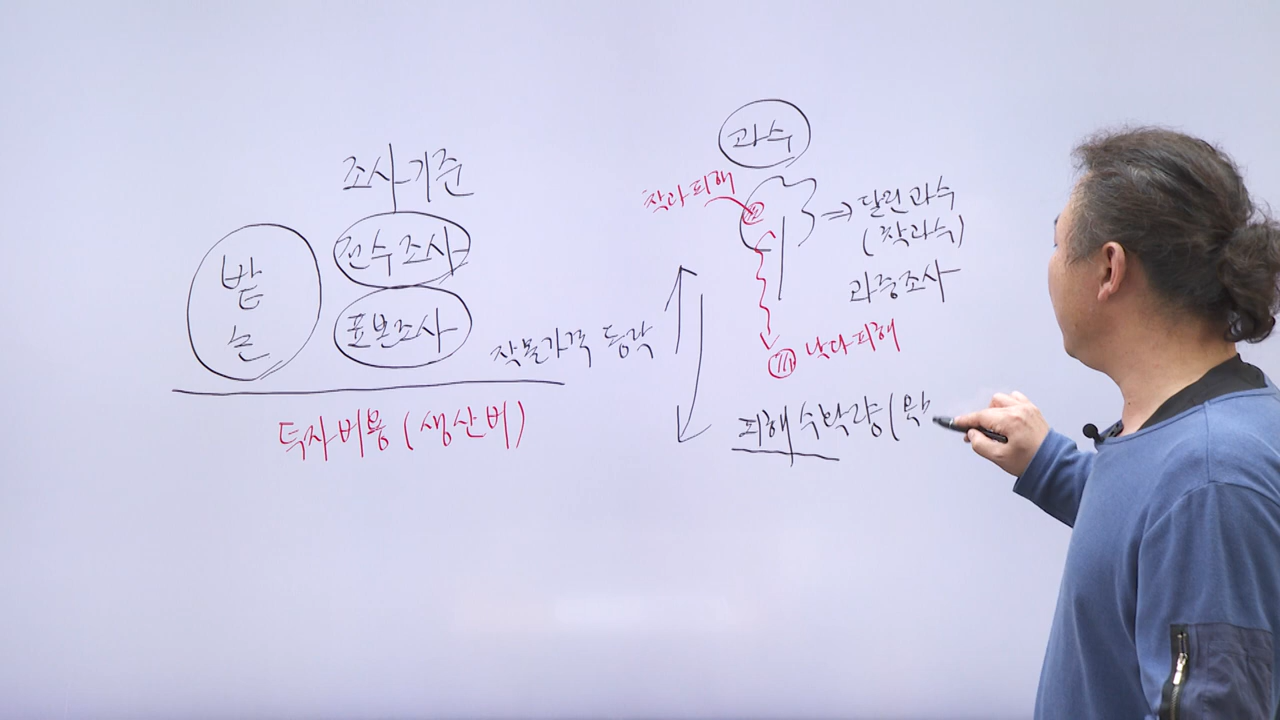 조사기준
밭
논
전수조사
표본조사
작물가격 등락
투자비용 (생산비)
과수
착과피해
⇒ 달린과수
(착과수)
과중조사
낙과피해
피해수확량(